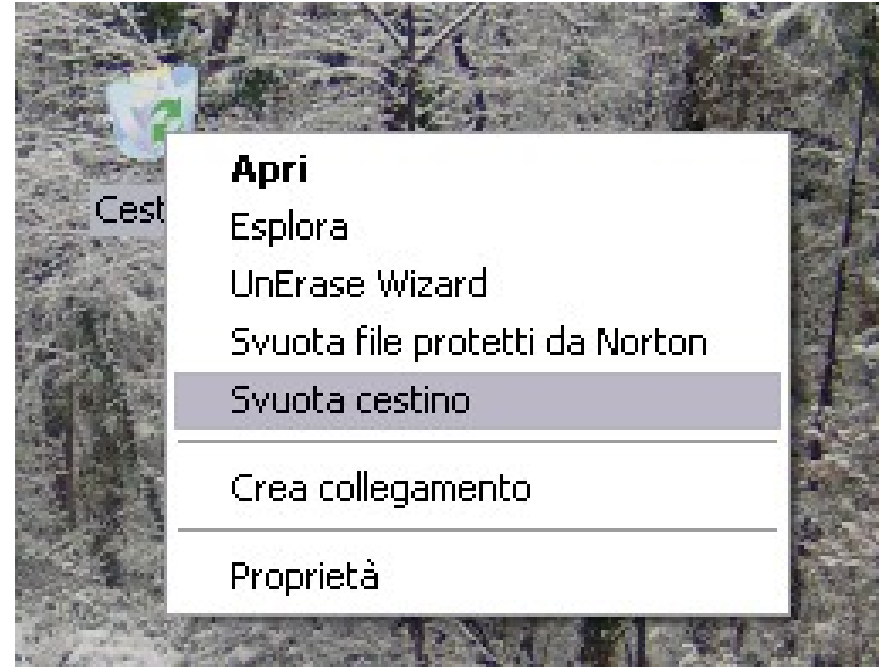 Cest
Apri
Esplora
UnErase Wizard
Svuota file protetti da Norton
Svuota cestino
Crea collegamento
Proprietà